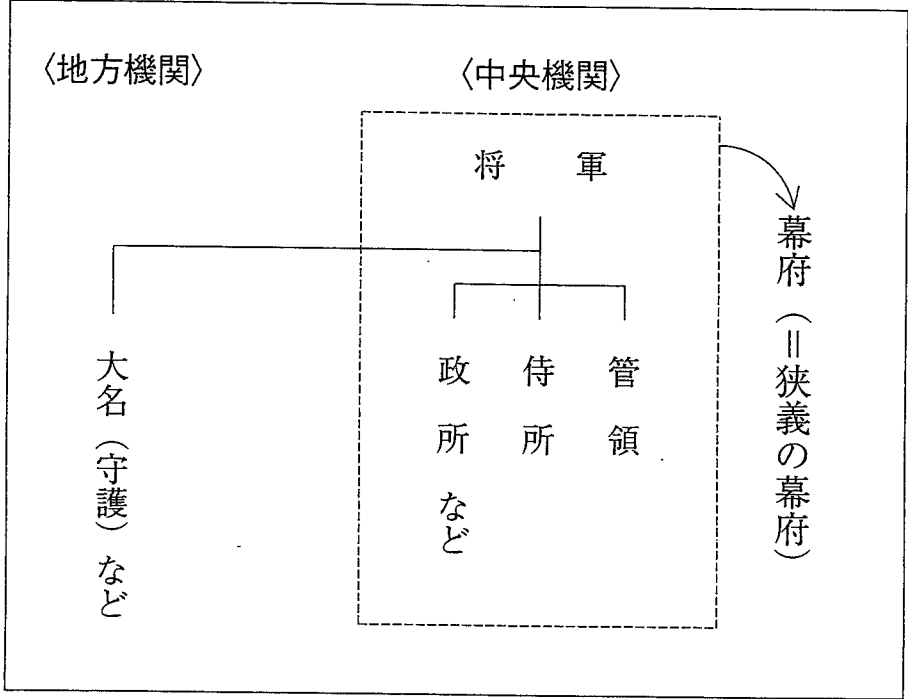 〈地方機関〉
〈中央機関〉
将軍
幕府(=狭義の幕府)
管領
侍所
政所など
大名(守護)など